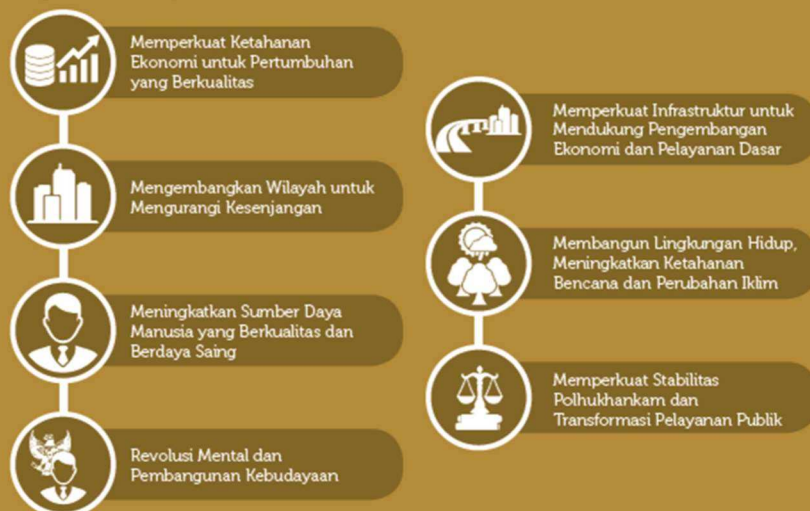 Memperkuat Ketahanan
Ekonomi untuk Pertumbuhan
yang Berkualitas
Mengembangkan Wilayah untuk
Mengurangi Kesenjangan
Meningkatkan Sumber Daya
Manusia yang Berkualitas dan
Berdaya Saing
Revolusi Mental dan
Pembangunan Kebudayaan
Memperkuat Infrastruktur untuk
Mendukung Pengembangan
Ekonomi dan Pelayanan Dasar
Membangun Lingkungan Hidup,
Meningkatkan Ketahanan
Bencana dan Perubahan Iklim
Memperkuat Stabilitas
Polhukhankam dan
Transformasi Pelayanan Publik